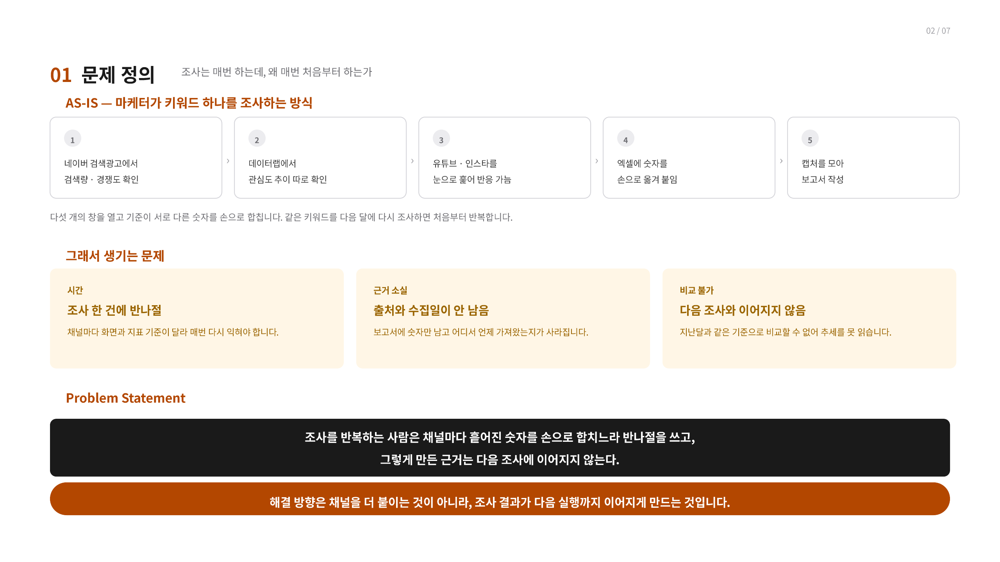 02 / 07
01 문제 정의
조사는 매번 하는데, 왜 매번 처음부터 하는가
AS-IS — 마케터가 키워드 하나를 조사하는 방식
1
네이버 검색광고에서
검색량 · 경쟁도 확인
›
2
데이터랩에서
관심도 추이 따로 확인
›
3
유튜브 · 인스타를
눈으로 훑어 반응 가늠
›
4
엑셀에 숫자를
손으로 옮겨 붙임
›
5
캡처를 모아
보고서 작성
다섯 개의 창을 열고 기준이 서로 다른 숫자를 손으로 합칩니다. 같은 키워드를 다음 달에 다시 조사하면 처음부터 반복합니다.
그래서 생기는 문제
시간
조사 한 건에 반나절
채널마다 화면과 지표 기준이 달라 매번 다시 익혀야 합니다.
근거 소실
출처와 수집일이 안 남음
보고서에 숫자만 남고 어디서 언제 가져왔는지가 사라집니다.
비교 불가
다음 조사와 이어지지 않음
지난달과 같은 기준으로 비교할 수 없어 추세를 못 읽습니다.
Problem Statement
조사를 반복하는 사람은 채널마다 흩어진 숫자를 손으로 합치느라 반나절을 쓰고,
그렇게 만든 근거는 다음 조사에 이어지지 않는다.
해결 방향은 채널을 더 붙이는 것이 아니라, 조사 결과가 다음 실행까지 이어지게 만드는 것입니다.